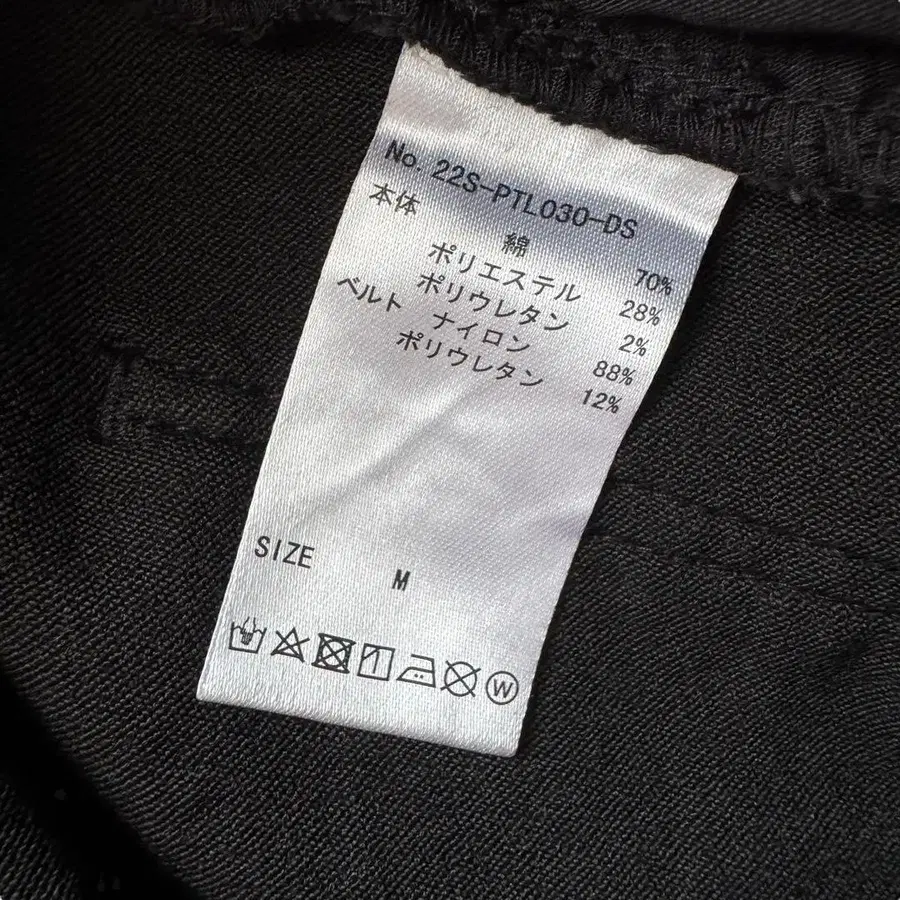 No. 22S-PTL030-DS
本体
綿 70%
ポリエステル 28%
ポリウレタン 2%
ベルト ナイロン 88%
ポリウレタン 12%
SIZE M
W